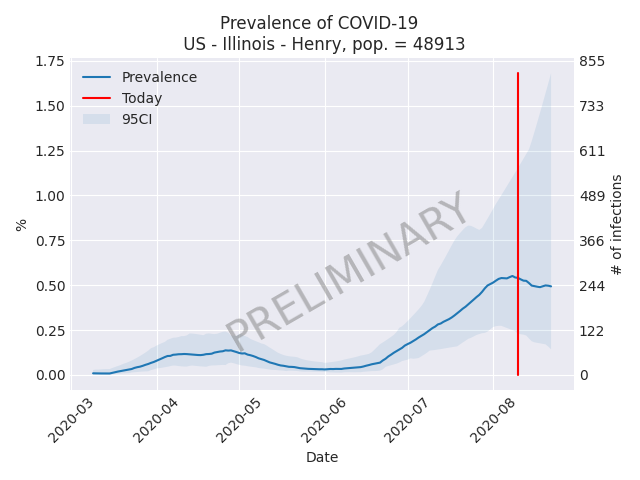 Prevalence of COVID-19
US - Illinois - Henry, pop. = 48913
Prevalence
Today
95CI
PRELIMINARY
%
1.75
1.50
1.25
1.00
0.75
0.50
0.25
0.00
855
733
611
489
366
244
122
0
# of infections
2020-03
2020-04
2020-05
2020-06
2020-07
2020-08
Date